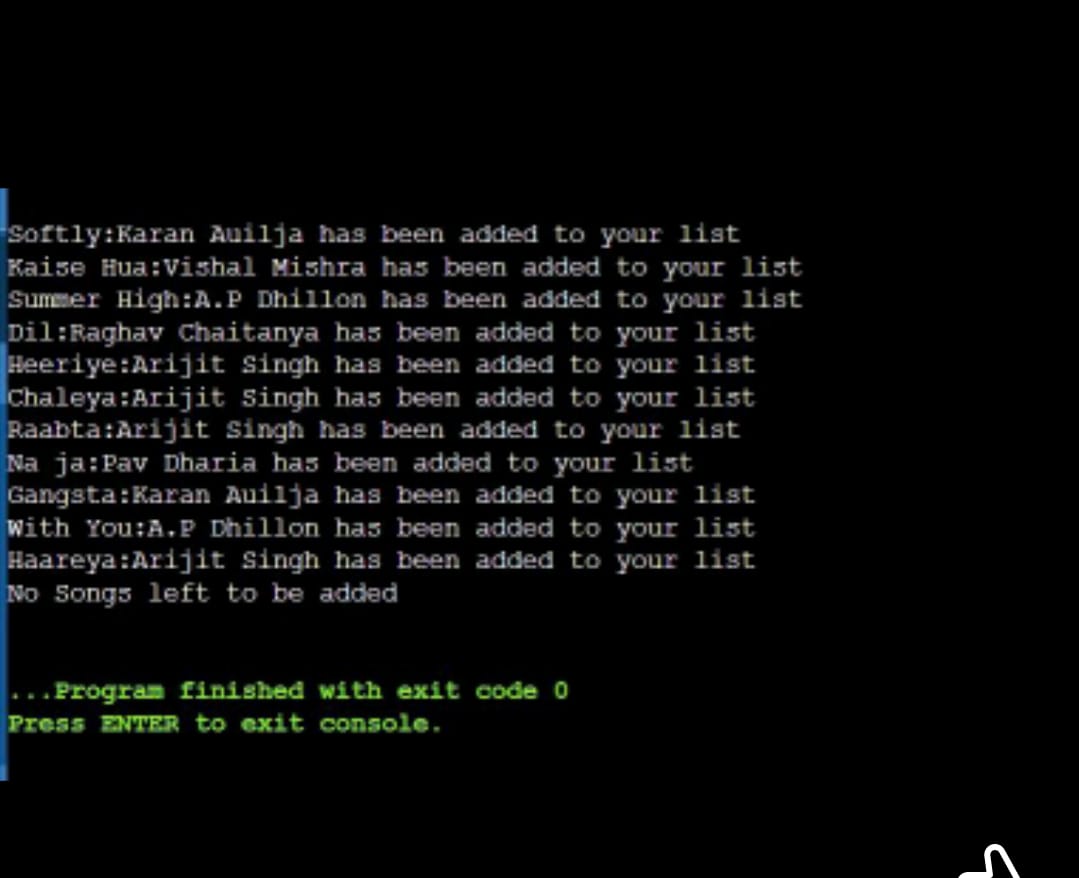 Softly:Karan Auilja has been added to your list
Kaise Hua:Vishal Mishra has been added to your list
Summer High:A.P Dhillon has been added to your list
Dil:Raghav Chaitanya has been added to your list
Heeriye:Arijit Singh has been added to your list
Chaleya:Arijit Singh has been added to your list
Raabta:Arijit Singh has been added to your list
Na ja:Pav Dharia has been added to your list
Gangsta:Karan Auilja has been added to your list
With You:A.P Dhillon has been added to your list
Haareya:Arijit Singh has been added to your list
No Songs left to be added
...Program finished with exit code 0
Press ENTER to exit console.